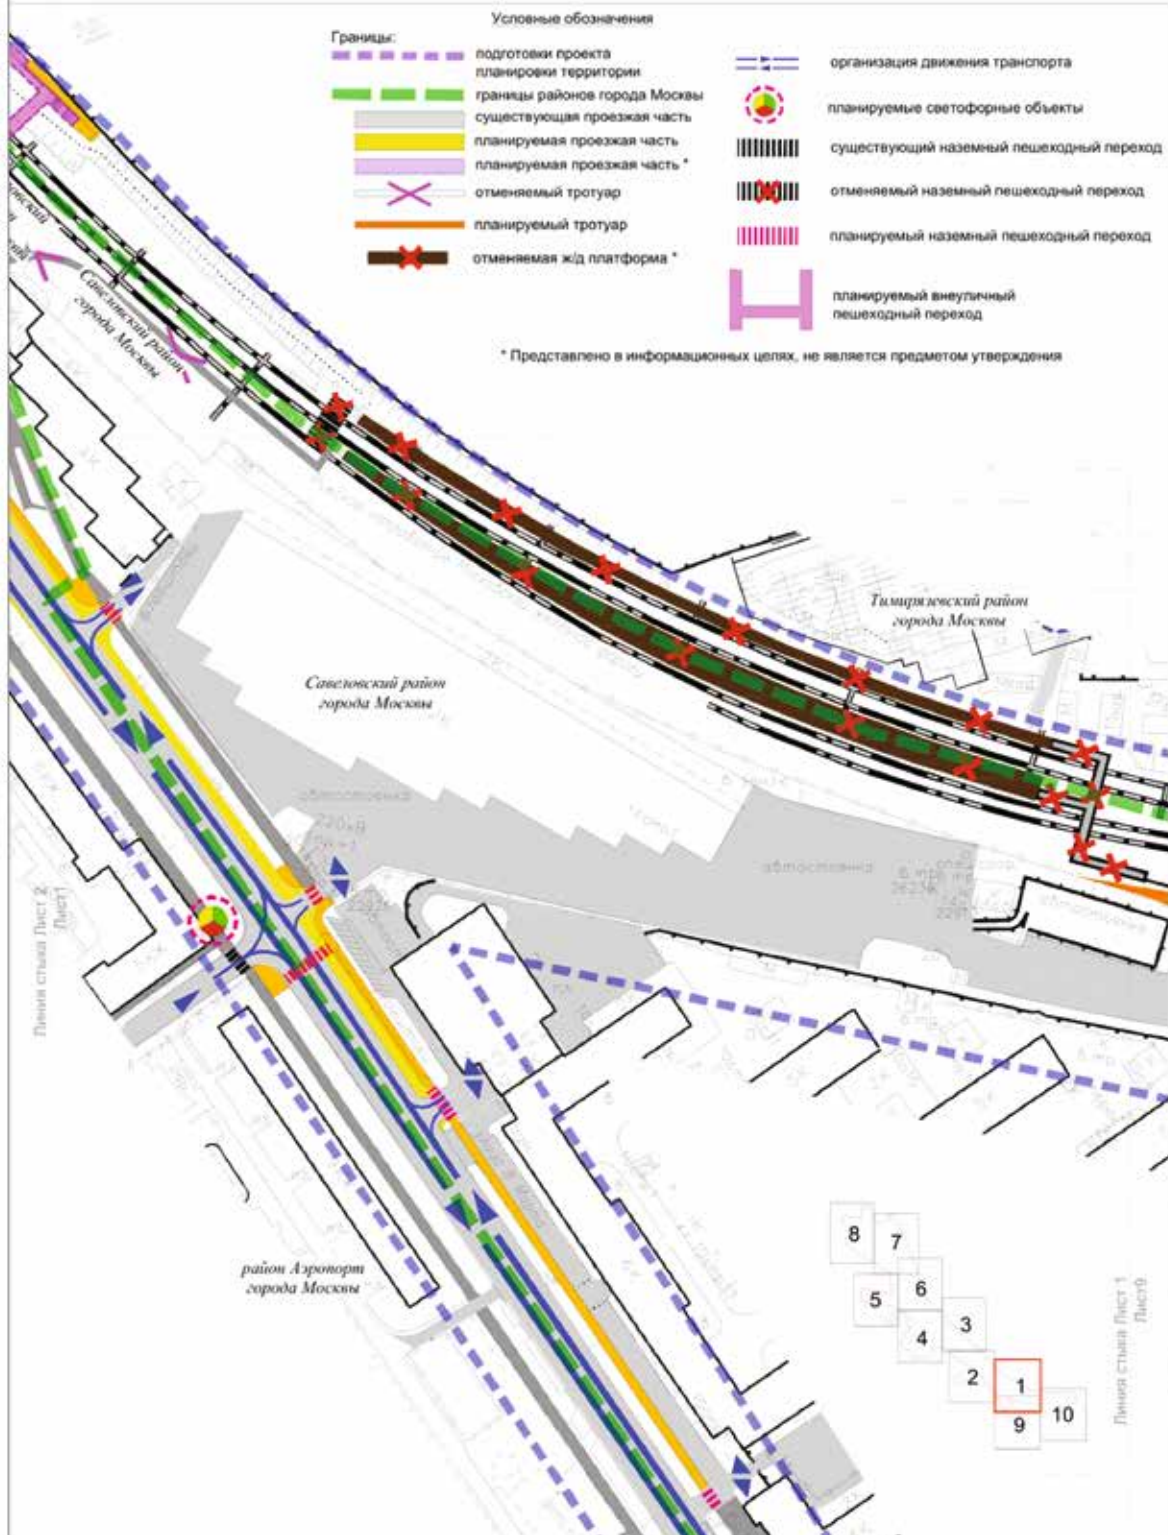 Условные обозначения
Границы:
подготовки проекта
планировки территории
границы районов города Москвы
существующая проезжая часть
планируемая проезжая часть
планируемая проезжая часть *
отменяемый тротуар
планируемый тротуар
отменяемая ж/д платформа *
организация движения транспорта
планируемые светофорные объекты
существующий наземный пешеходный переход
отменяемый наземный пешеходный переход
планируемый наземный пешеходный переход
планируемый внеуличный
пешеходный переход
* Представлено в информационных целях, не является предметом утверждения
Савеловский район
города Москвы
Тимирязевский район
города Москвы
Савеловский район
города Москвы
автостоянка
220кВ
автостоянка
автостоянка
Линия стыка Лист 2
Лист1
район Аэропорт
города Москвы
8
7
6
5
4
3
2
1
9
10
Линия стыка Лист 1
Лист9